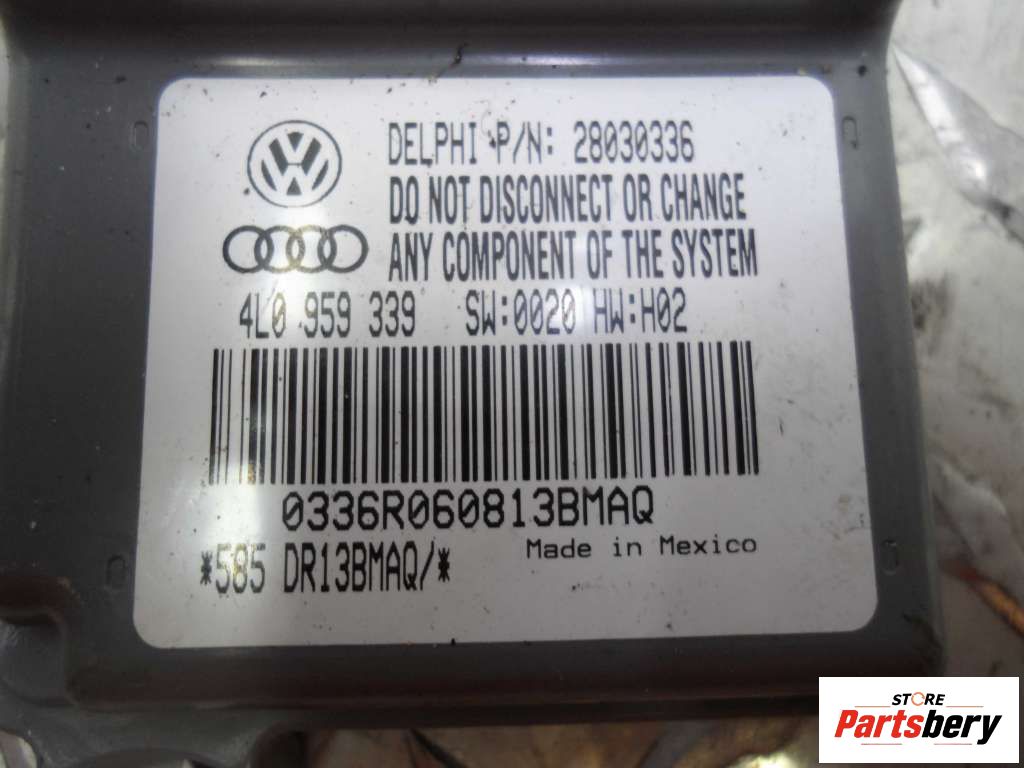 DELPHI P/N: 28030336
DO NOT DISCONNECT OR CHANGE
ANY COMPONENT OF THE SYSTEM
4L0 959 339 SW:0020 HW:H02
0336R060813BMAQ
*585 DR13BMAQ/*
Made in Mexico
STORE
Partsbery